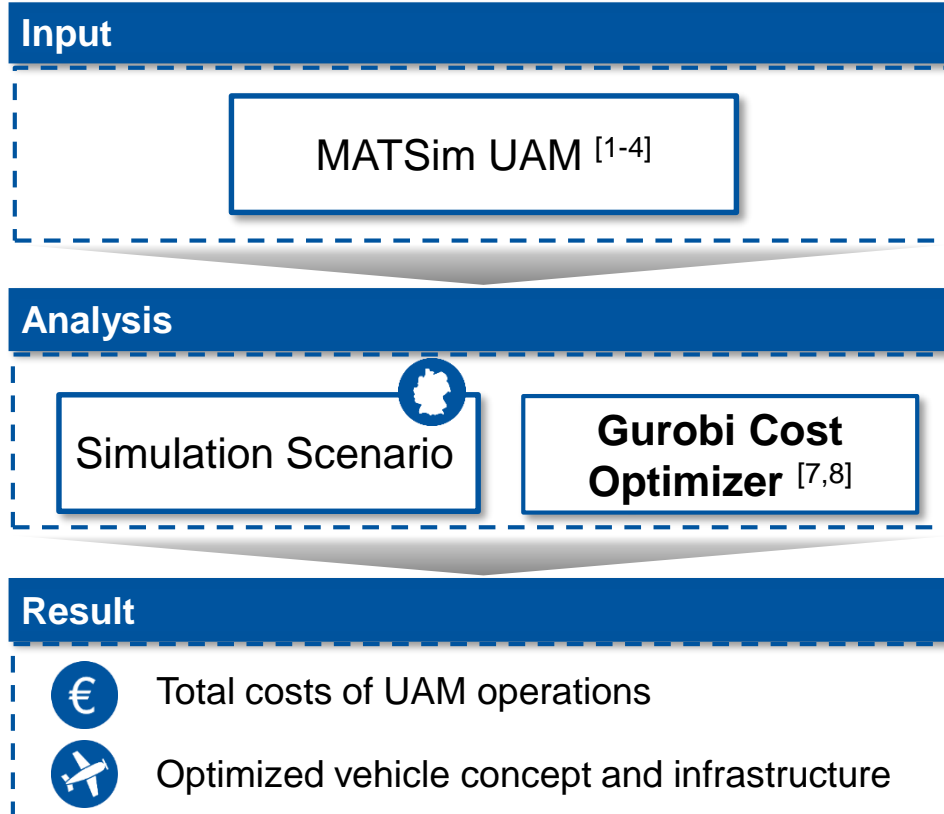 Input
MATSim UAM [1-4]
Analysis
Simulation Scenario
Gurobi Cost
Optimizer [7,8]
Result
€
Total costs of UAM operations
Optimized vehicle concept and infrastructure